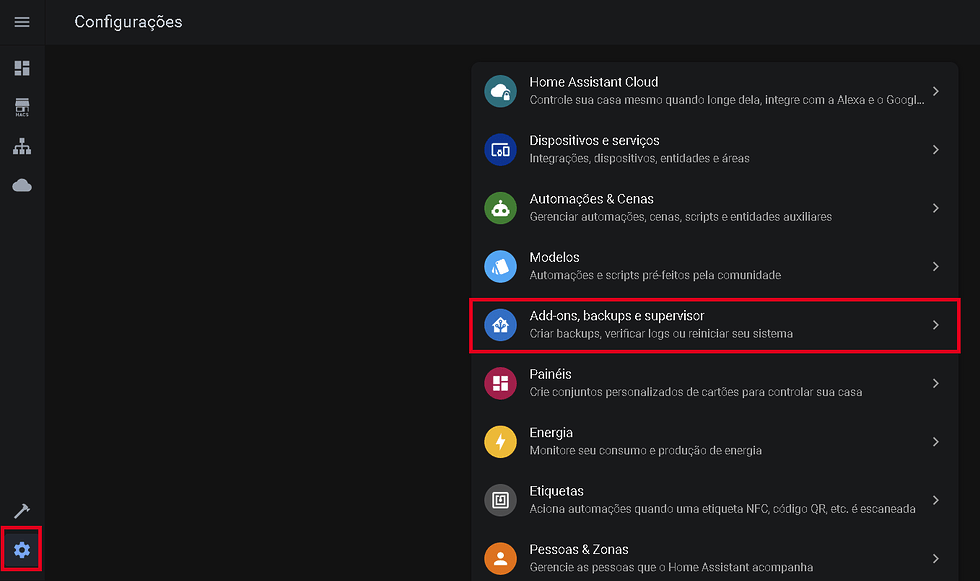 Configurações
HACS
Home Assistant Cloud
Controle sua casa mesmo quando longe dela, integre com a Alexa e o Googl...
Dispositivos e serviços
Integrações, dispositivos, entidades e áreas
Automações & Cenas
Gerenciar automações, cenas, scripts e entidades auxiliares
Modelos
Automações e scripts pré-feitos pela comunidade
Add-ons, backups e supervisor
Criar backups, verificar logs ou reiniciar seu sistema
Painéis
Crie conjuntos personalizados de cartões para controlar sua casa
Energia
Monitore seu consumo e produção de energia
Etiquetas
Aciona automações quando uma etiqueta NFC, código QR, etc. é escaneada
Pessoas & Zonas
Gerencie as pessoas que o Home Assistant acompanha